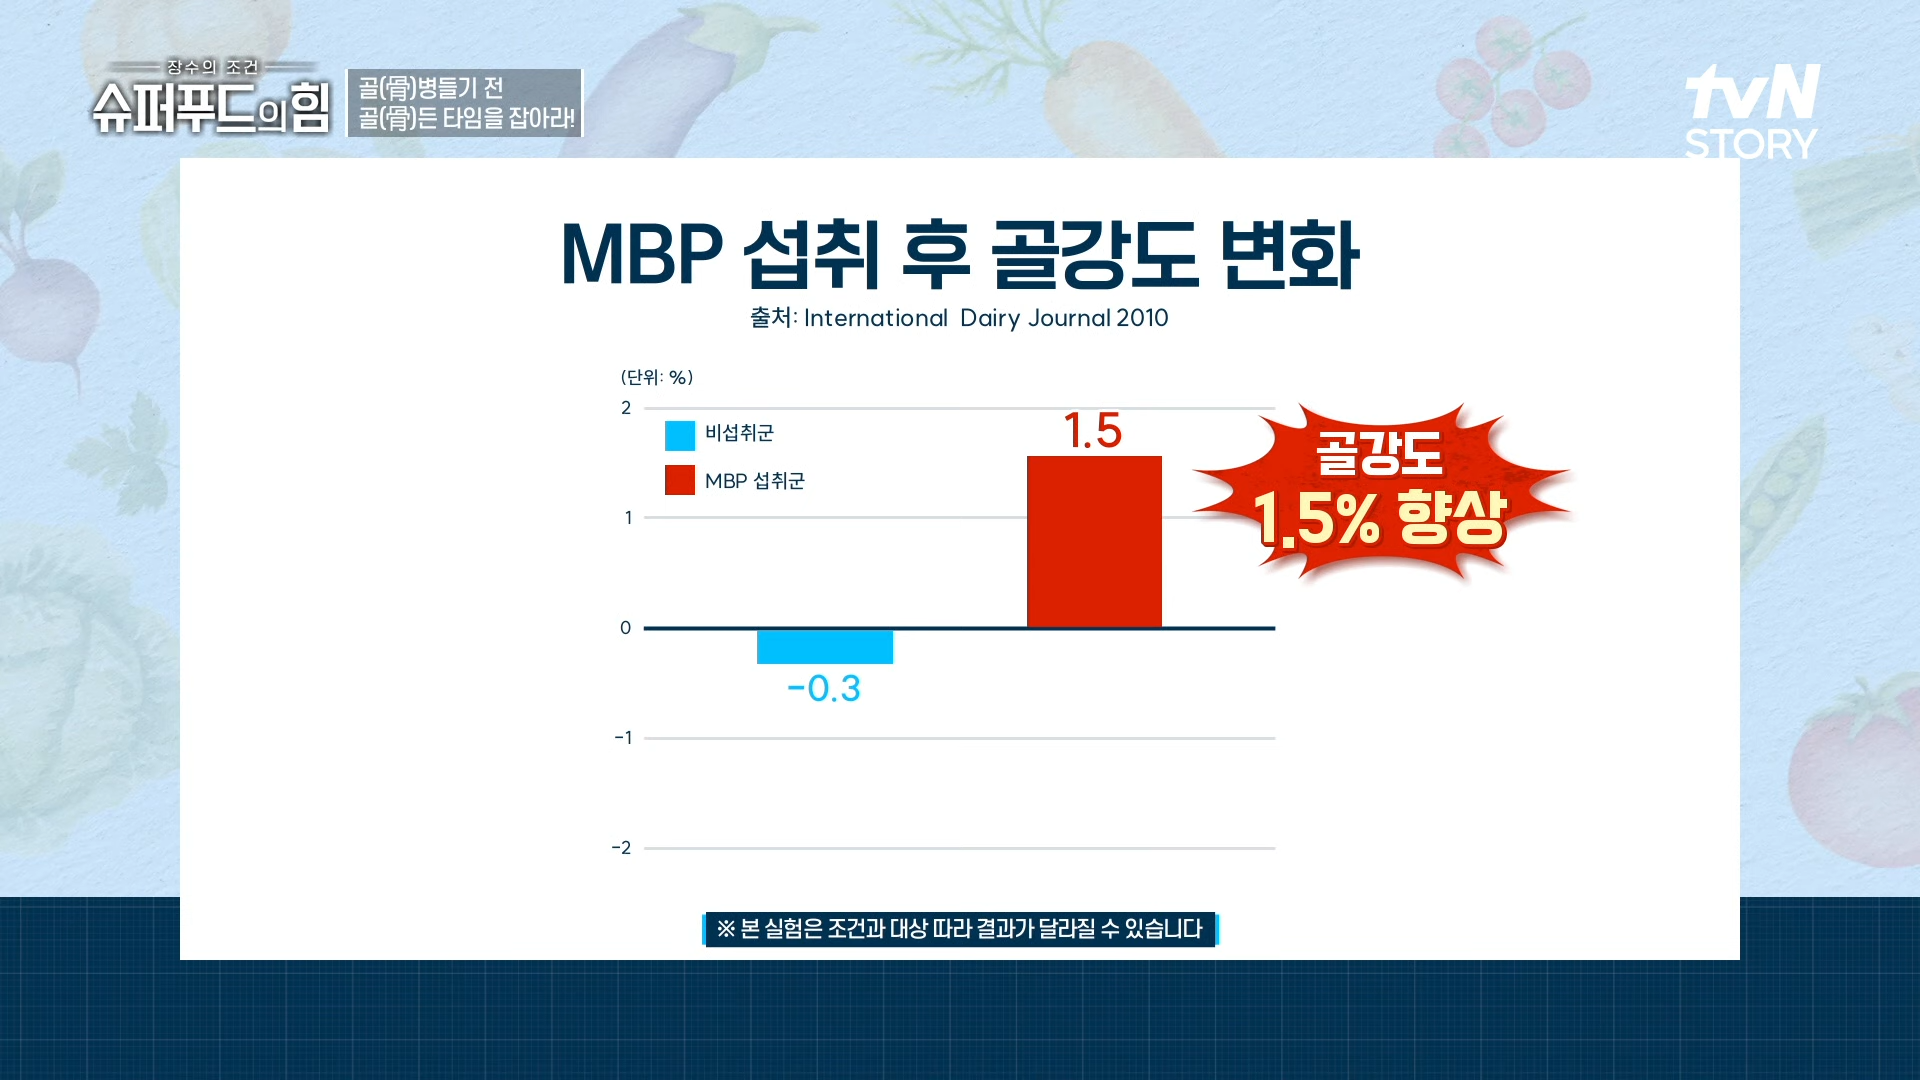 장수의 조건
슈퍼푸드의 힘
골(骨)병들기 전
골(骨)든 타임을 잡아라!
tvN
STORY
MBP 섭취 후 골강도 변화
출처: International Dairy Journal 2010
(단위: %)
2
비섭취군
MBP 섭취군
1.5
골강도
1.5% 향상
1
0
-0.3
-1
-2
※ 본 실험은 조건과 대상 따라 결과가 달라질 수 있습니다